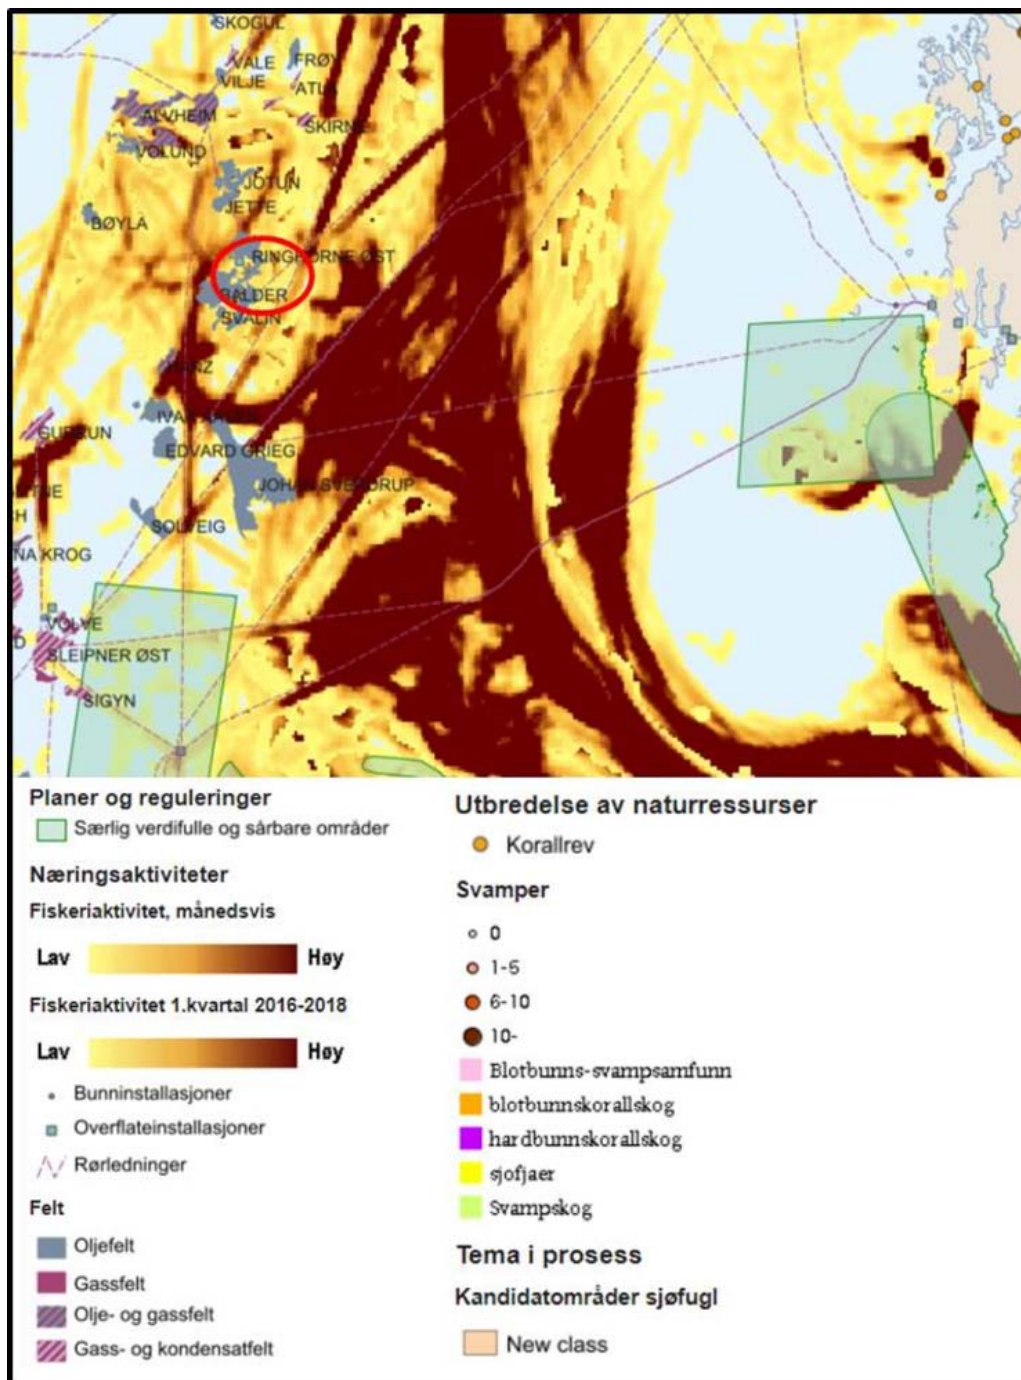 SKOGUL
VALE
FRØY
VILJE
ALVHEIM
SKIRNE
VOLUND
JOTUN
JETTE
BØYLA
RINGHORNE ØST
BALDER
SVALIN
HANZ
IVAR AASEN
GUDRUN
EDVARD GRIEG
JOHAN SVERDRUP
SOLVEIG
NA KROG
VOLVE
D
SLEIPNER ØST
SIGYN
Planer og reguleringer
Særlig verdifulle og sårbare områder
Næringsaktiviteter
Fiskeriaktivitet, månedsvis
Lav Høy
Fiskeriaktivitet 1.kvartal 2016-2018
Lav Høy
Bunninstallasjoner
Overflateinstallasjoner
Rørledninger
Felt
Oljefelt
Gassfelt
Olje- og gassfelt
Gass- og kondensatfelt
Utbredelse av naturressurser
Korallrev
Svamper
0
1-5
6-10
10-
Blotbunns-svampsamfunn
blotbunnskorallskog
hardbunnskorallskog
sjofjaer
Svampskog
Tema i prosess
Kandidatområder sjøfugl
New class